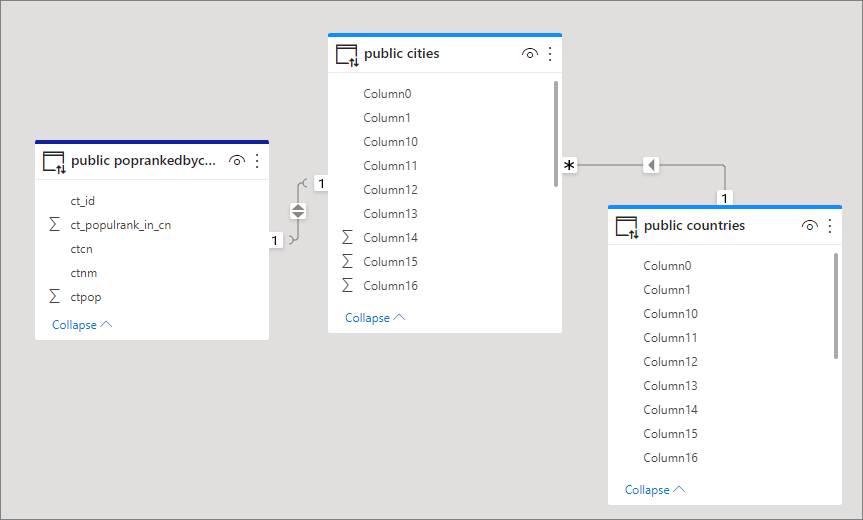 public poprankedbyc...
ct_id
ct_populrank_in_cn
ctcn
ctnm
ctpop
Collapse
1
1
public cities
Column0
Column1
Column10
Column11
Column12
Column13
Column14
Column15
Column16
Collapse
*
1
public countries
Column0
Column1
Column10
Column11
Column12
Column13
Column14
Column15
Column16
Collapse